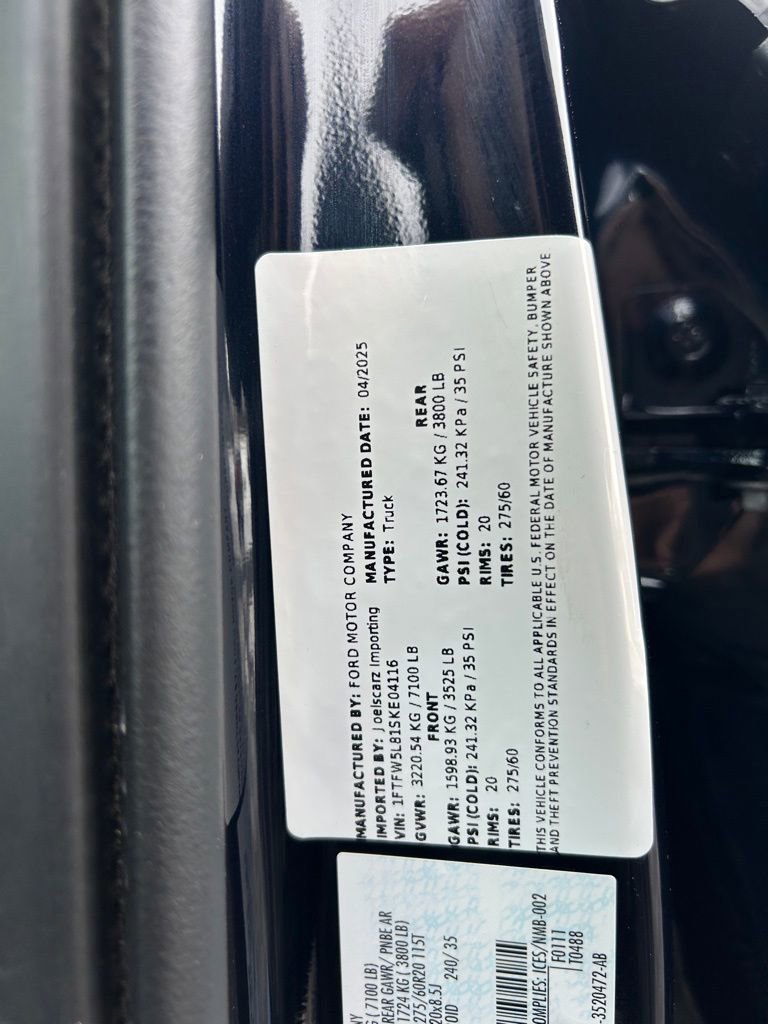 MANUFACTURED BY: FORD MOTOR COMPANY
IMPORTED BY: Joelscarz Importing MANUFACTURED DATE: 04/2025
VIN: 1FTFW5L81SKE04116 TYPE: Truck
GVWR: 3220.54 KG / 7100 LB
FRONT REAR
GAWR: 1598.93 KG / 3525 LB GAWR: 1723.67 KG / 3800 LB
PSI (COLD): 241.32 KPa / 35 PSI PSI (COLD): 241.32 KPa / 35 PSI
RIMS: 20 RIMS: 20
TIRES: 275/60 TIRES: 275/60
THIS VEHICLE CONFORMS TO ALL APPLICABLE U.S. FEDERAL MOTOR VEHICLE SAFETY, BUMPER
AND THEFT PREVENTION STANDARDS IN EFFECT ON THE DATE OF MANUFACTURE SHOWN ABOVE
( 7100 LB)
REAR GAWR/ PNBE AR
1724 KG ( 3800 LB)
275/60R20 115T
20x8.5J
240/ 35
OMPLIES: ICES/ NMB-002
F0111
T0488
-3520472-AB